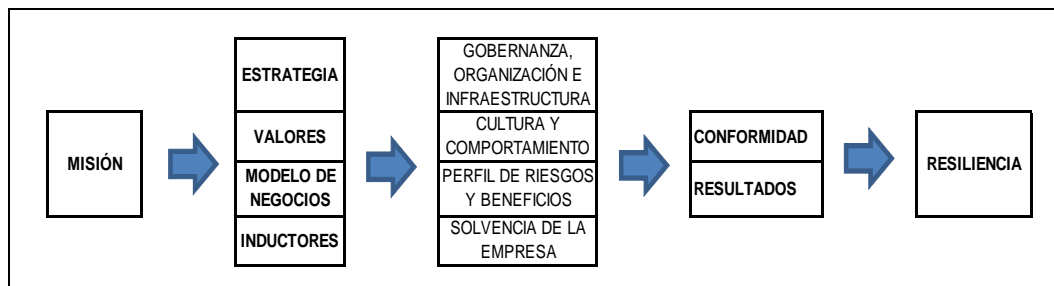 MISIÓN
ESTRATEGIA
VALORES
MODELO DE
NEGOCIOS
INDUCTORES
GOBERNANZA,
ORGANIZACIÓN E
INFRAESTRUCTURA
CULTURA Y
COMPORTAMIENTO
PERFIL DE RIESGOS
Y BENEFICIOS
SOLVENCIA DE LA
EMPRESA
CONFORMIDAD
RESULTADOS
RESILIENCIA